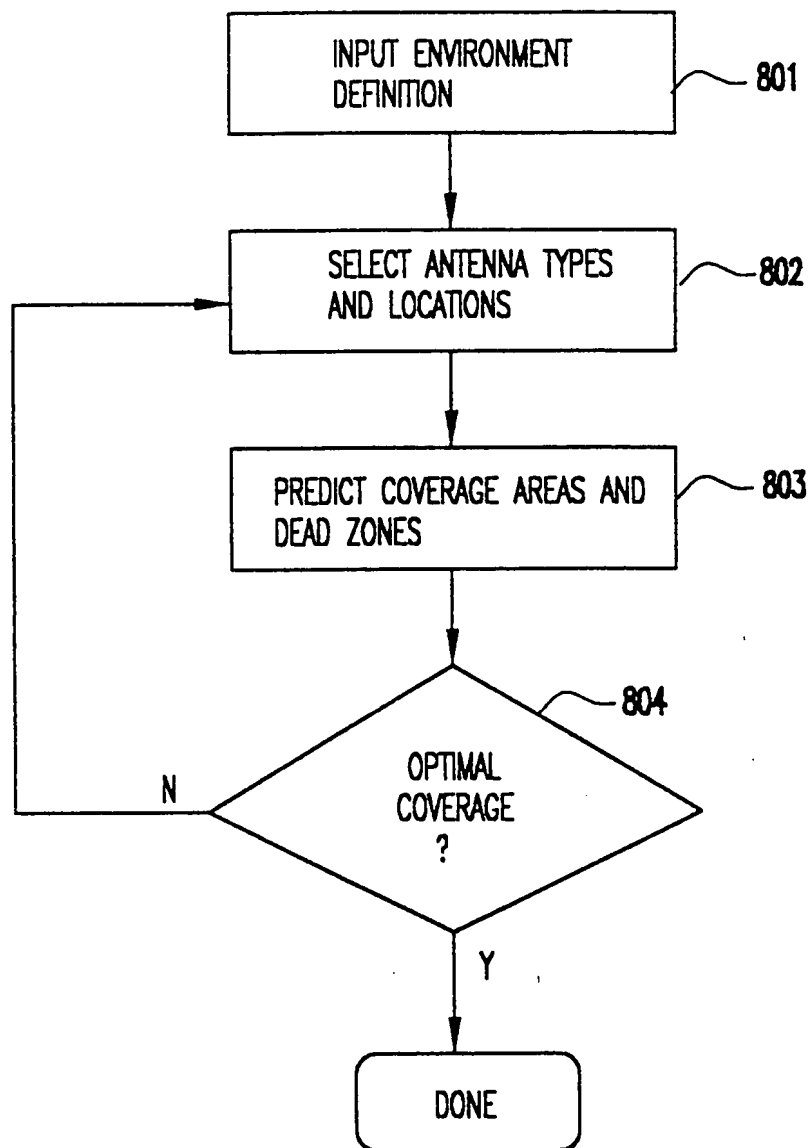 INPUT ENVIRONMENT
DEFINITION
801
SELECT ANTENNA TYPES
AND LOCATIONS
802
PREDICT COVERAGE AREAS AND
DEAD ZONES
803
804
OPTIMAL
COVERAGE
?
N
Y
DONE